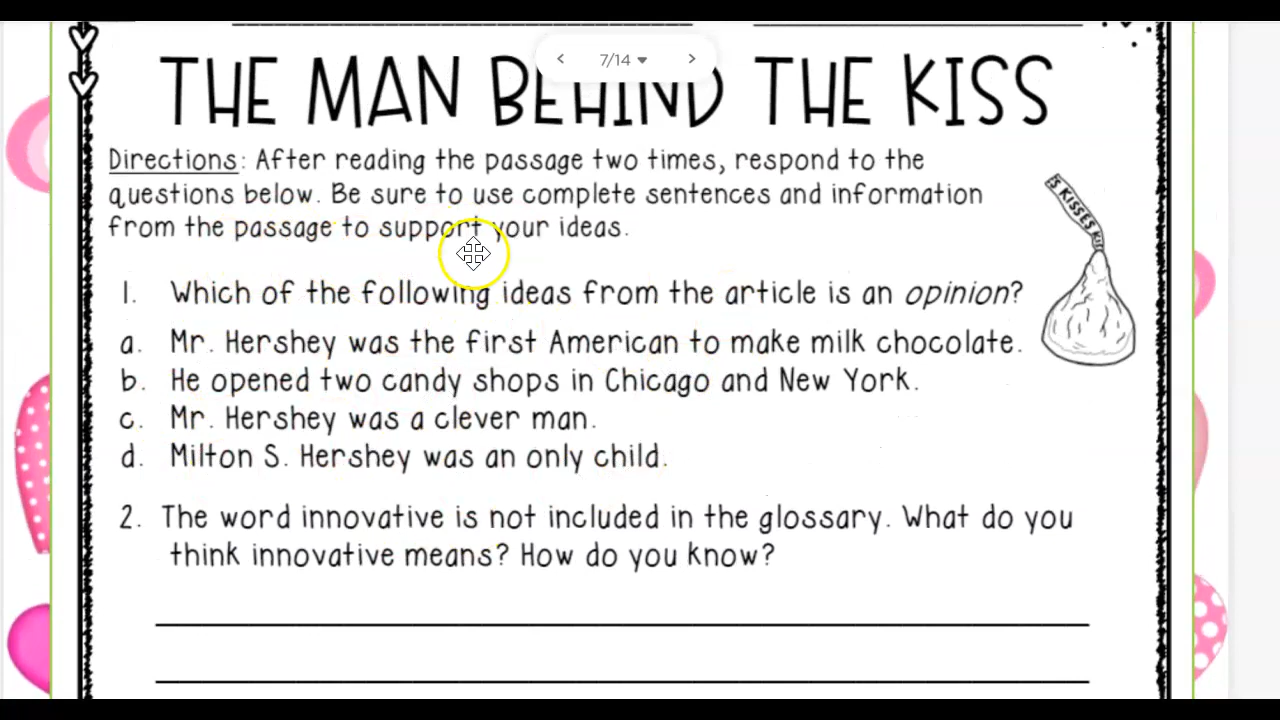 7/14
THE MAN BEHIND THE KISS
Directions: After reading the passage two times, respond to the
questions below. Be sure to use complete sentences and information
from the passage to support your ideas.
1. Which of the following ideas from the article is an opinion?
a. Mr. Hershey was the first American to make milk chocolate.
b. He opened two candy shops in Chicago and New York.
c. Mr. Hershey was a clever man.
d. Milton S. Hershey was an only child.
2. The word innovative is not included in the glossary. What do you
think innovative means? How do you know?
KISSES